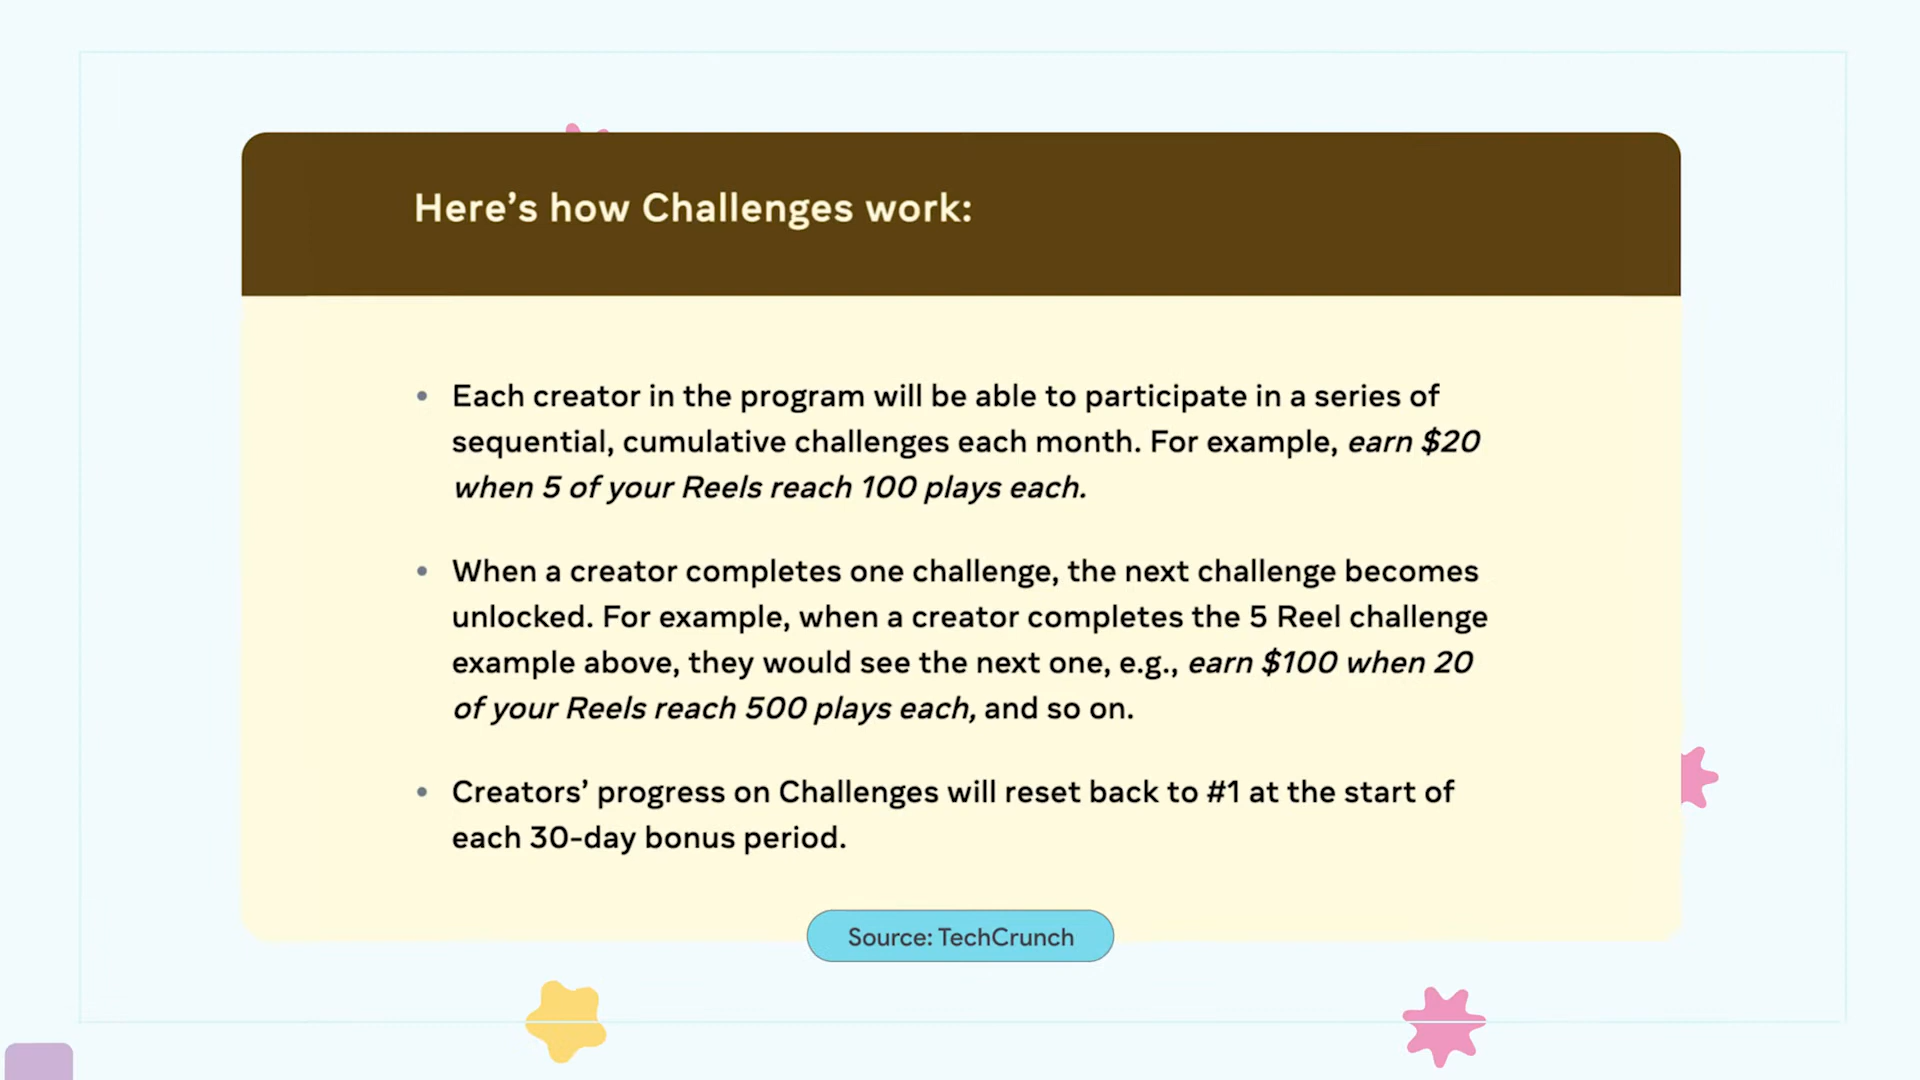 Here’s how Challenges work:
• Each creator in the program will be able to participate in a series of
sequential, cumulative challenges each month. For example, earn $20
when 5 of your Reels reach 100 plays each.
• When a creator completes one challenge, the next challenge becomes
unlocked. For example, when a creator completes the 5 Reel challenge
example above, they would see the next one, e.g., earn $100 when 20
of your Reels reach 500 plays each, and so on.
• Creators’ progress on Challenges will reset back to #1 at the start of
each 30-day bonus period.
Source: TechCrunch